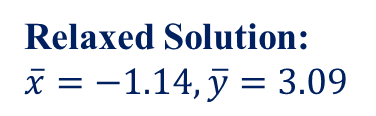 Relaxed Solution:
x̄ = −1.14, ȳ = 3.09